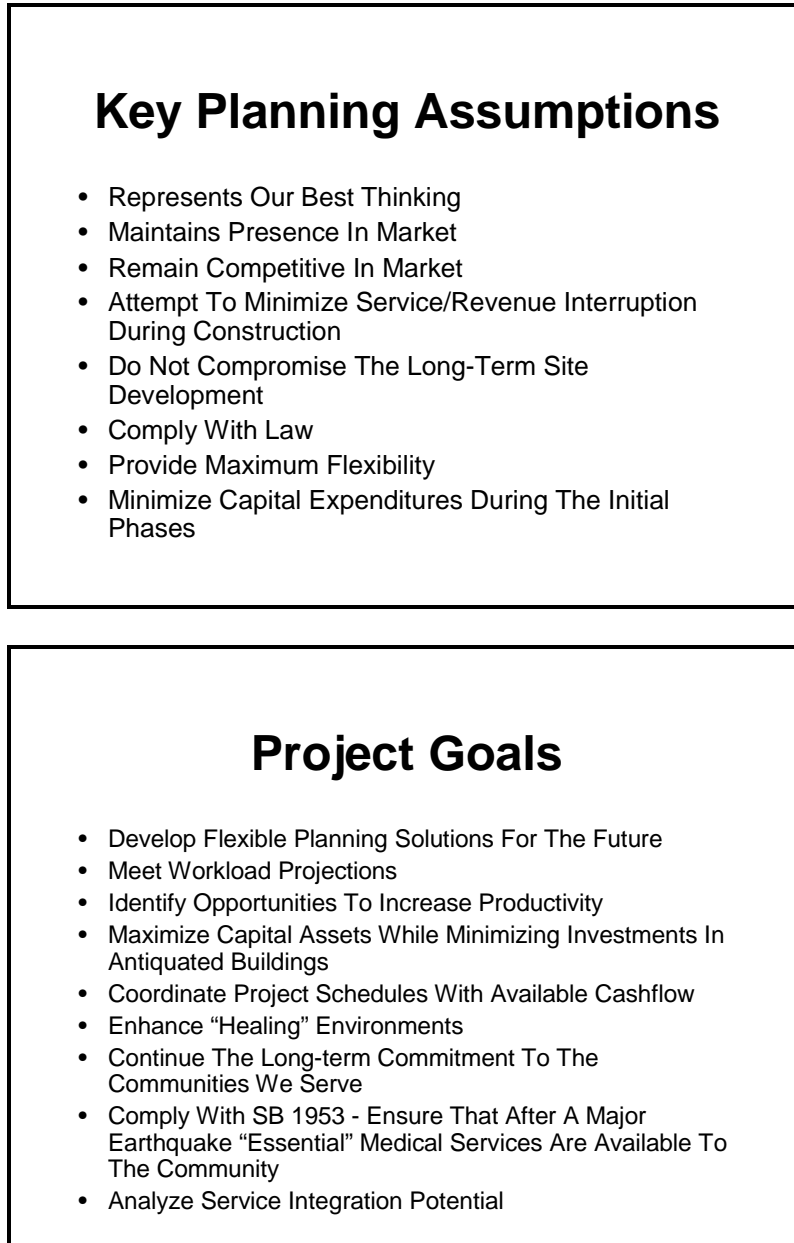 Key Planning Assumptions
• Represents Our Best Thinking
• Maintains Presence In Market
• Remain Competitive In Market
• Attempt To Minimize Service/Revenue Interruption
During Construction
• Do Not Compromise The Long-Term Site
Development
• Comply With Law
• Provide Maximum Flexibility
• Minimize Capital Expenditures During The Initial
Phases
Project Goals
• Develop Flexible Planning Solutions For The Future
• Meet Workload Projections
• Identify Opportunities To Increase Productivity
• Maximize Capital Assets While Minimizing Investments In
Antiquated Buildings
• Coordinate Project Schedules With Available Cashflow
• Enhance “Healing” Environments
• Continue The Long-term Commitment To The
Communities We Serve
• Comply With SB 1953 - Ensure That After A Major
Earthquake “Essential” Medical Services Are Available To
The Community
• Analyze Service Integration Potential